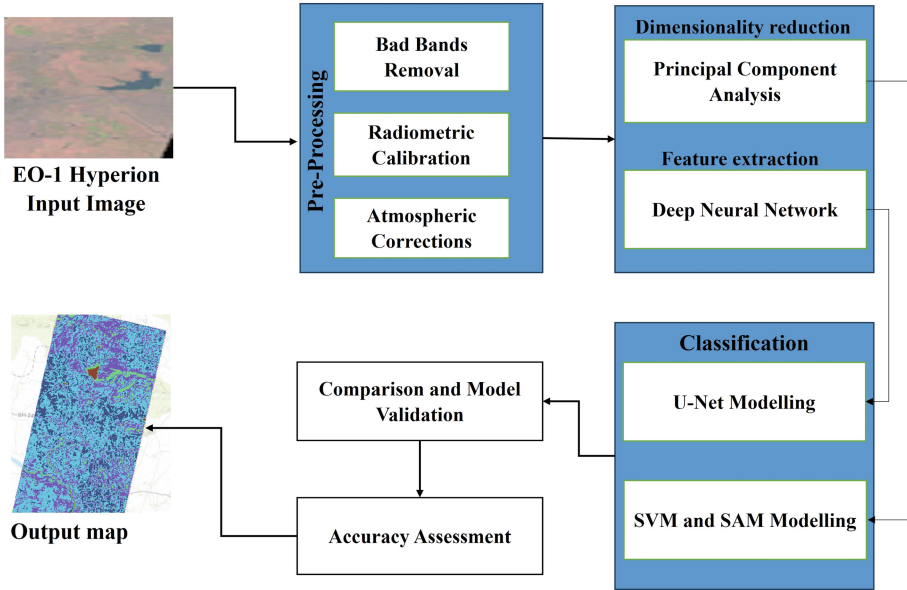 EO-1 Hyperion
Input Image
Pre-Processing
Bad Bands
Removal
Radiometric
Calibration
Atmospheric
Corrections
Dimensionality reduction
Principal Component
Analysis
Feature extraction
Deep Neural Network
Classification
U-Net Modelling
SVM and SAM Modelling
Comparison and Model
Validation
Accuracy Assessment
Output map